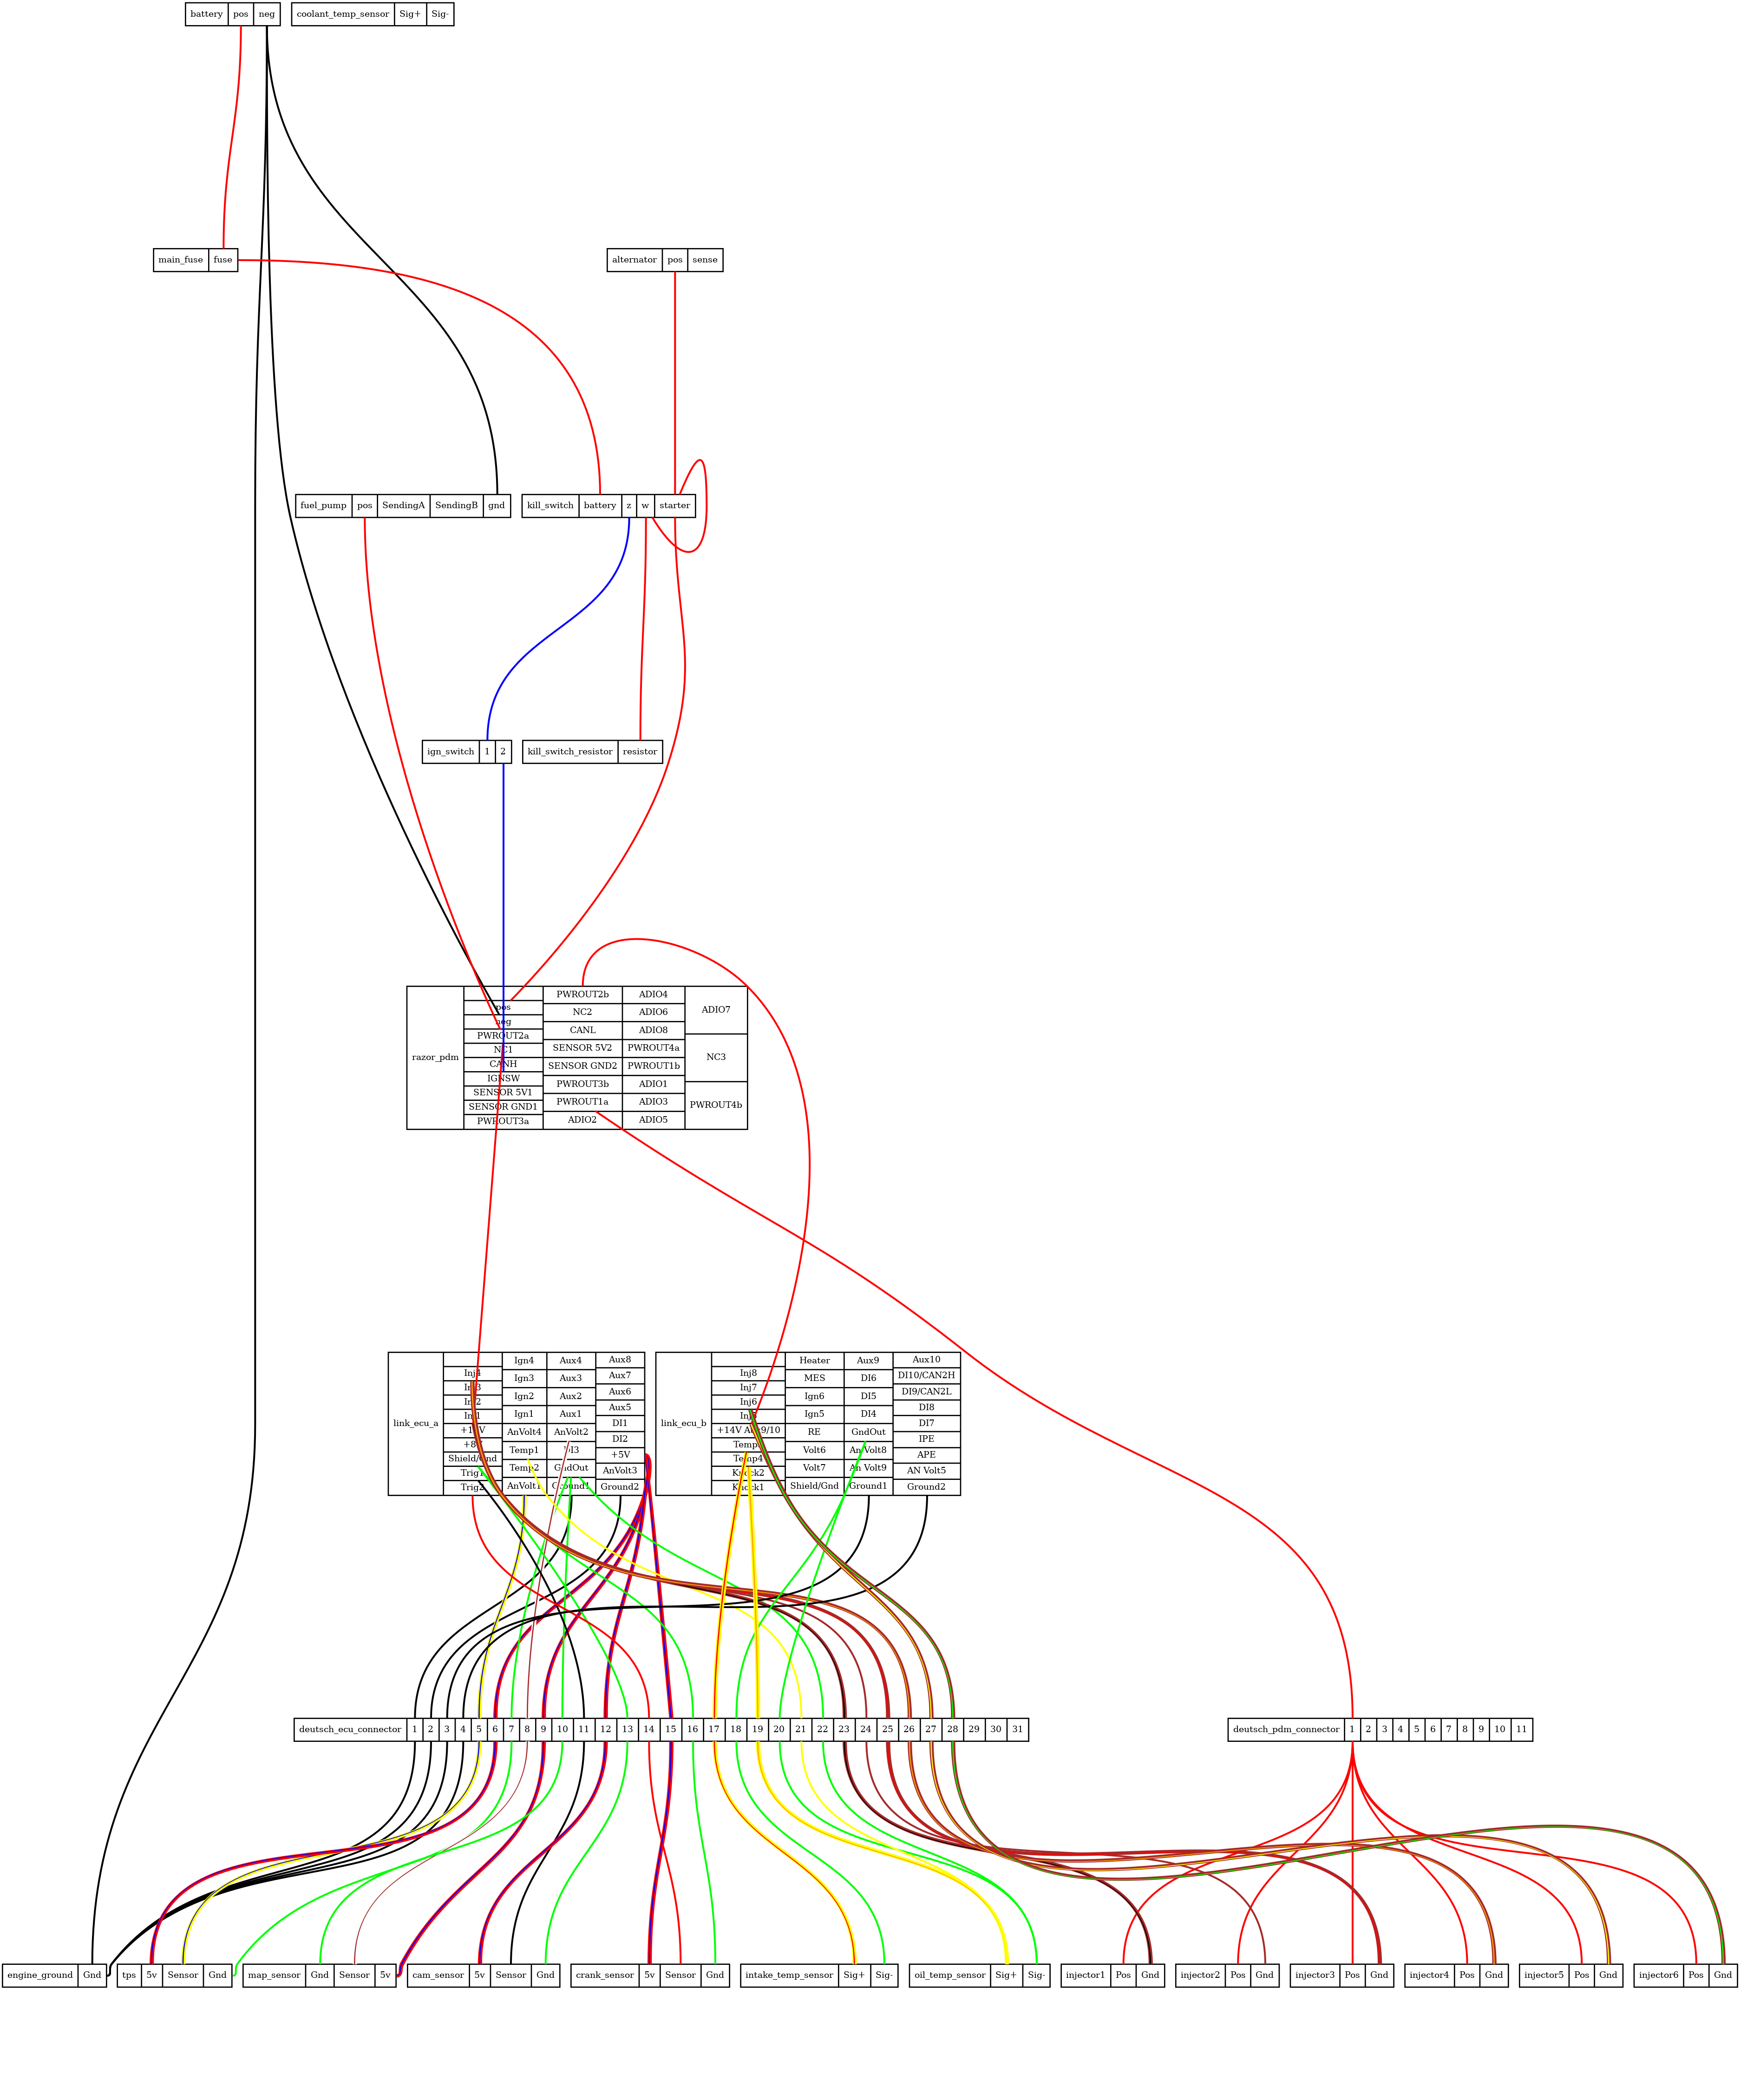 battery pos neg
coolant_temp_sensor Sig+ Sig-
main_fuse fuse
alternator pos sense
fuel_pump pos SendingA SendingB gnd
kill_switch battery z w starter
ign_switch 1 2
kill_switch_resistor resistor
razor_pdm
pos
neg
PWROUT2a
NC1
CANH
IGNSW
SENSOR 5V1
SENSOR GND1
PWROUT3a
PWROUT2b
NC2
CANL
SENSOR 5V2
SENSOR GND2
PWROUT3b
PWROUT1a
ADIO2
ADIO4
ADIO6
ADIO8
PWROUT4a
PWROUT1b
ADIO1
ADIO3
ADIO5
ADIO7
NC3
PWROUT4b
link_ecu_a
Inj4
Inj3
Inj2
Inj1
+14V
+8V
Shield/Gnd
Trig1
Trig2
Ign4
Ign3
Ign2
Ign1
AnVolt4
Temp1
Temp2
AnVolt1
Aux4
Aux3
Aux2
Aux1
AnVolt2
DI3
GndOut
Ground1
Aux8
Aux7
Aux6
Aux5
DI1
DI2
+5V
AnVolt3
Ground2
link_ecu_b
Inj8
Inj7
Inj6
Inj5
+14V Aux9/10
Temp3
Temp4
Knock2
Knock1
Heater
MES
Ign6
Ign5
RE
Volt6
Volt7
Shield/Gnd
Aux9
DI6
DI5
DI4
GndOut
An Volt8
An Volt9
Ground1
Aux10
DI10/CAN2H
DI9/CAN2L
DI8
DI7
IPE
APE
AN Volt5
Ground2
deutsch_ecu_connector 1 2 3 4 5 6 7 8 9 10 11 12 13 14 15 16 17 18 19 20 21 22 23 24 25 26 27 28 29 30 31
deutsch_pdm_connector 1 2 3 4 5 6 7 8 9 10 11
engine_ground Gnd
tps 5v Sensor Gnd
map_sensor Gnd Sensor 5v
cam_sensor 5v Sensor Gnd
crank_sensor 5v Sensor Gnd
intake_temp_sensor Sig+ Sig-
oil_temp_sensor Sig+ Sig-
injector1 Pos Gnd
injector2 Pos Gnd
injector3 Pos Gnd
injector4 Pos Gnd
injector5 Pos Gnd
injector6 Pos Gnd